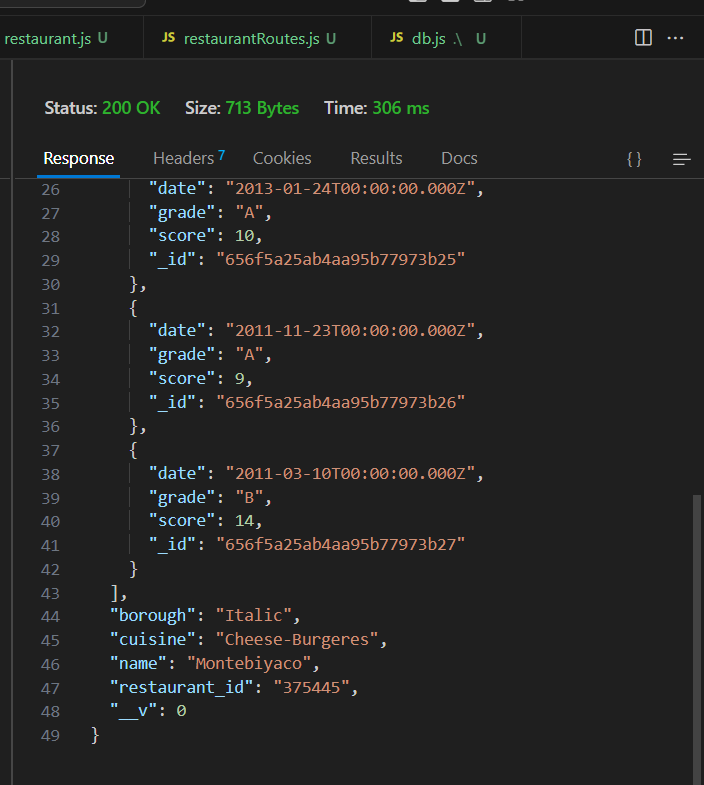 restaurant.js U JS restaurantRoutes.js U JS db.js .\ U
Status: 200 OK Size: 713 Bytes Time: 306 ms
Response Headers 7 Cookies Results Docs { }
26 "date": "2013-01-24T00:00:00.000Z",
27 "grade": "A",
28 "score": 10,
29 "_id": "656f5a25ab4aa95b77973b25"
30 },
31 {
32 "date": "2011-11-23T00:00:00.000Z",
33 "grade": "A",
34 "score": 9,
35 "_id": "656f5a25ab4aa95b77973b26"
36 },
37 {
38 "date": "2011-03-10T00:00:00.000Z",
39 "grade": "B",
40 "score": 14,
41 "_id": "656f5a25ab4aa95b77973b27"
42 }
43 ],
44 "borough": "Italic",
45 "cuisine": "Cheese-Burgeres",
46 "name": "Montebiyaco",
47 "restaurant_id": "375445",
48 "__v": 0
49 }